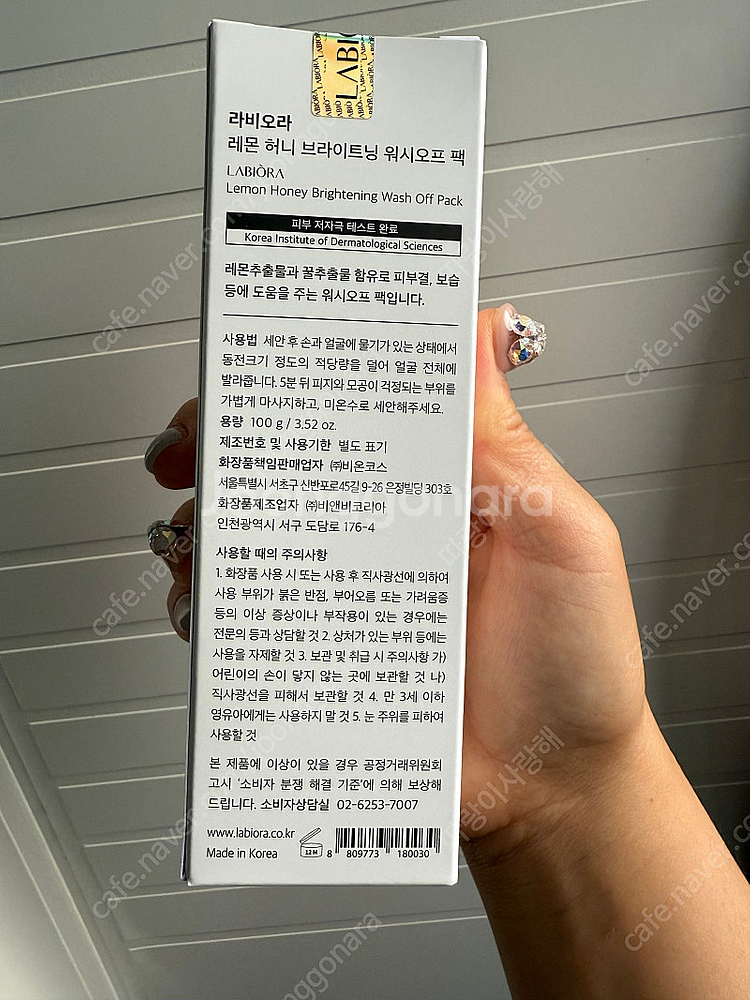 LABIO
라비오라
레몬 허니 브라이트닝 워시오프 팩
LABIÒRA
Lemon Honey Brightening Wash Off Pack
피부 저자극 테스트 완료
Korea Institute of Dermatological Sciences
레몬추출물과 꿀추출물 함유로 피부결, 보습
등에 도움을 주는 워시오프 팩입니다.
사용법 세안 후 손과 얼굴에 물기가 있는 상태에서
동전크기 정도의 적당량을 덜어 얼굴 전체에
발라줍니다. 5분 뒤 피지와 모공이 걱정되는 부위를
가볍게 마사지하고, 미온수로 세안해주세요.
용량 100 g / 3.52 oz.
제조번호 및 사용기한 별도 표기
화장품책임판매업자 ㈜비온코스
서울특별시 서초구 신반포로45길 9-26 은정빌딩 303호
화장품제조업자 ㈜비앤비코리아
인천광역시 서구 도담로 176-4
사용할 때의 주의사항
1. 화장품 사용 시 또는 사용 후 직사광선에 의하여
사용 부위가 붉은 반점, 부어오름 또는 가려움증
등의 이상 증상이나 부작용이 있는 경우에는
전문의 등과 상담할 것 2. 상처가 있는 부위 등에는
사용을 자제할 것 3. 보관 및 취급 시 주의사항 가)
어린이의 손이 닿지 않는 곳에 보관할 것 나)
직사광선을 피해서 보관할 것 4. 만 3세 이하
영유아에게는 사용하지 말 것 5. 눈 주위를 피하여
사용할 것
본 제품에 이상이 있을 경우 공정거래위원회
고시 '소비자 분쟁 해결 기준'에 의해 보상해
드립니다. 소비자상담실 02-6253-7007
www.labiora.co.kr
Made in Korea
12M
8 809773 180030
cafe.naver.com
joonggonara